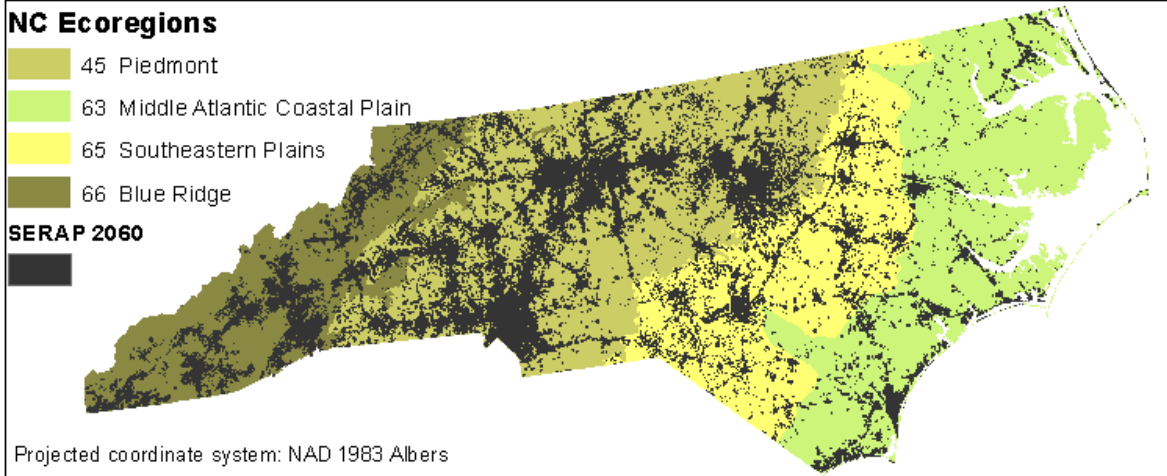 NC Ecoregions
45 Piedmont
63 Middle Atlantic Coastal Plain
65 Southeastern Plains
66 Blue Ridge
SERAP 2060
Projected coordinate system: NAD 1983 Albers